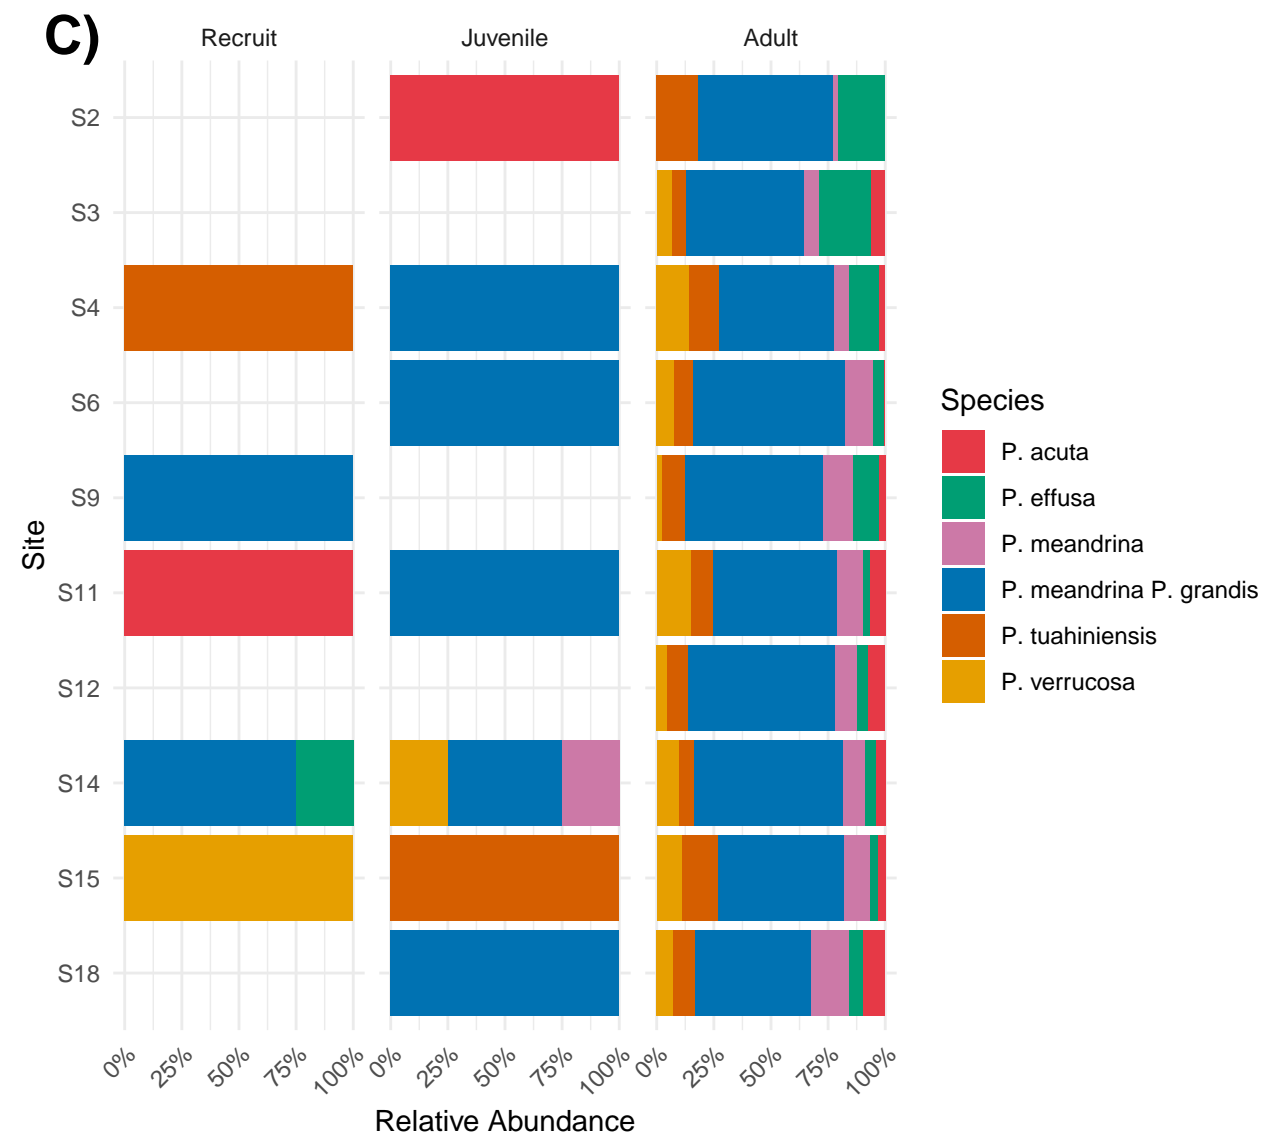 C)
Recruit Juvenile Adult
S2
S3
S4
S6
S9
S11
S12
S14
S15
S18
Site
0% 25% 50% 75% 100% 0% 25% 50% 75% 100% 0% 25% 50% 75% 100%
Relative Abundance
Species
P. acuta
P. effusa
P. meandrina
P. meandrina P. grandis
P. tuahiniensis
P. verrucosa